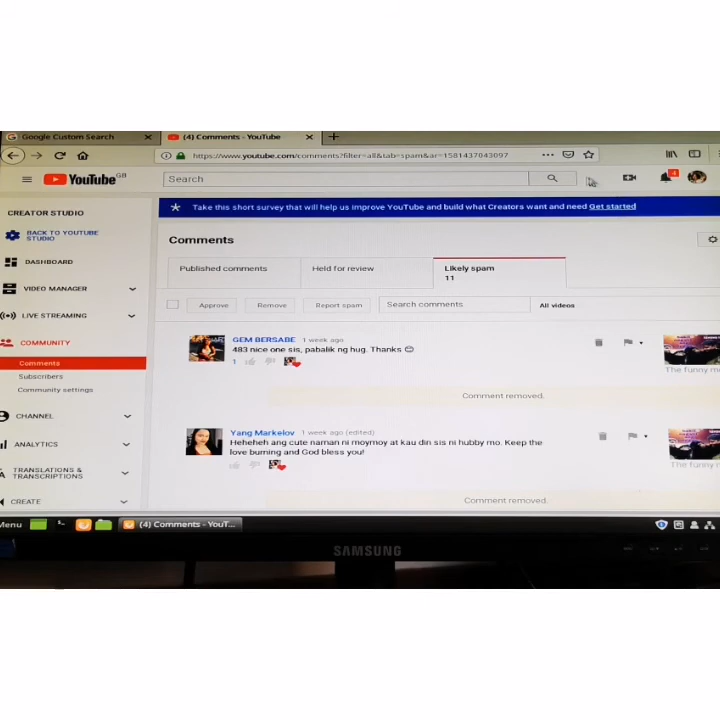 Google Custom Search
(4) Comments - YouTube
https://www.youtube.com/comments?filter=all&tab=spam&ar=1581437043097
YouTube GB
Search
4
CREATOR STUDIO
Take this short survey that will help us improve YouTube and build what Creators want and need Get started
BACK TO YOUTUBE
STUDIO
Comments
DASHBOARD
Published comments
Held for review
Likely spam
11
VIDEO MANAGER
Approve
Remove
Report spam
Search comments
All videos
LIVE STREAMING
COMMUNITY
GEM BERSABE 1 week ago
483 nice one sis, pabalik ng hug. Thanks 😊
1
The funny m
Comments
Subscribers
Community settings
Comment removed.
CHANNEL
Yang Markelov 1 week ago (edited)
Heheheh ang cute naman ni moymoy at kau din sis ni hubby mo. Keep the
love burning and God bless you!
The funny m
ANALYTICS
TRANSLATIONS &
TRANSCRIPTIONS
CREATE
Comment removed.
Menu
(4) Comments - YouT...
SAMSUNG